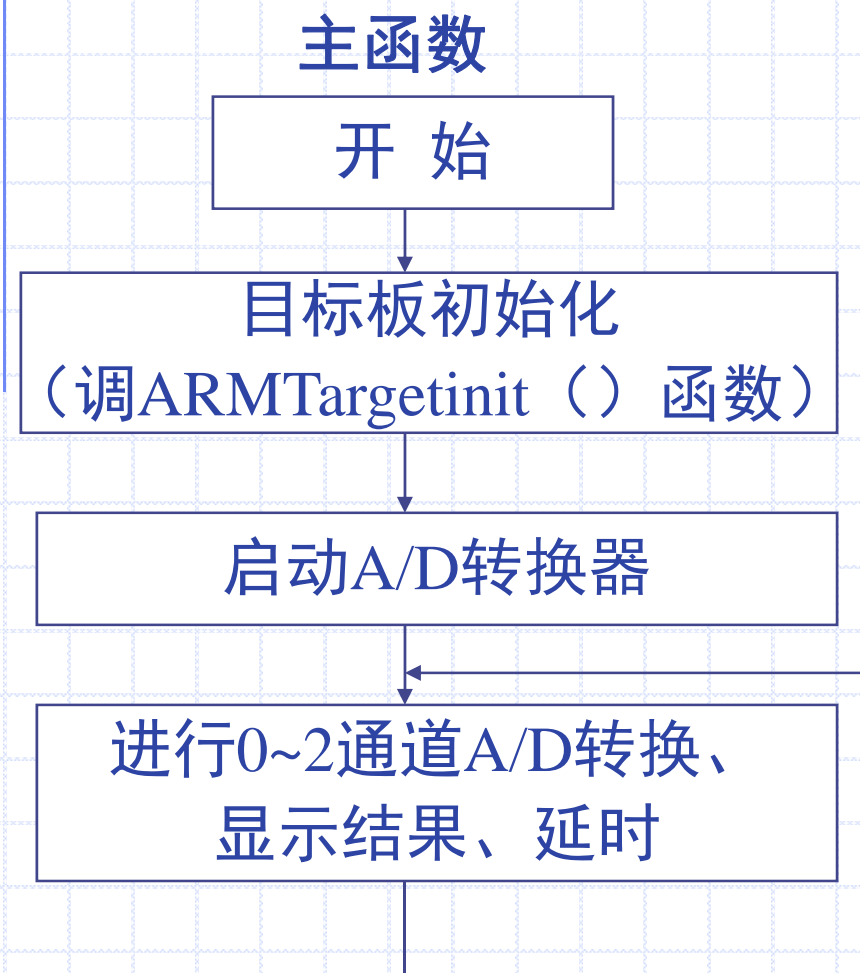 主函数
开 始
目标板初始化
（调ARMTargetinit（） 函数）
启动A/D转换器
进行0~2通道A/D转换、
显示结果、延时